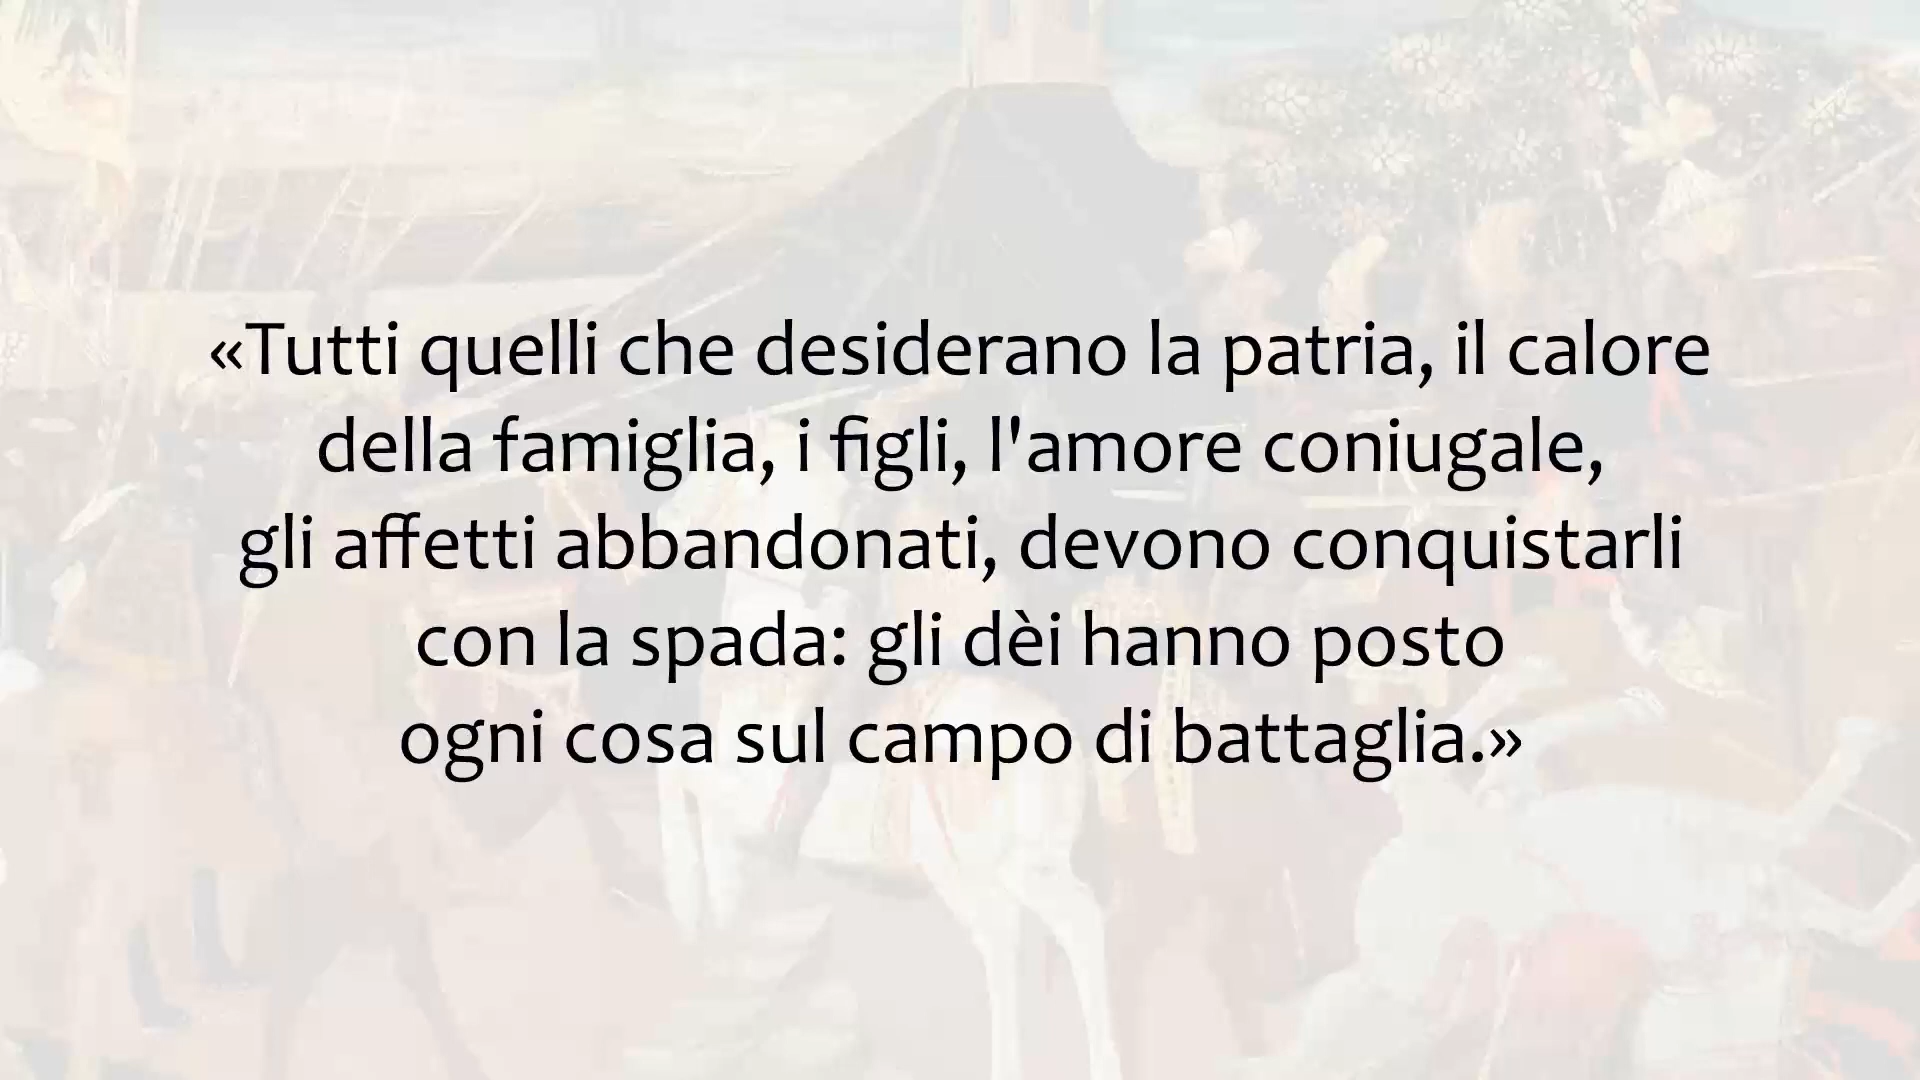 «Tutti quelli che desiderano la patria, il calore
della famiglia, i figli, l'amore coniugale,
gli affetti abbandonati, devono conquistarli
con la spada: gli dèi hanno posto
ogni cosa sul campo di battaglia.»